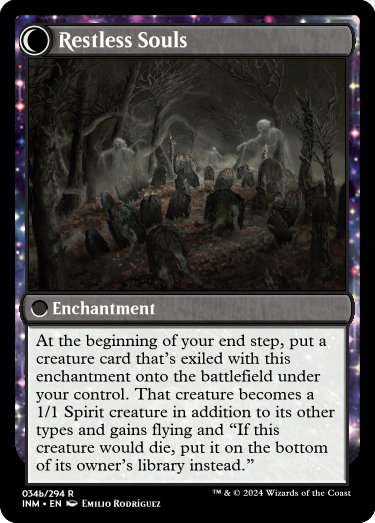 Restless Souls
Enchantment
At the beginning of your end step, put a
creature card that's exiled with this
enchantment onto the battlefield under
your control. That creature becomes a
1/1 Spirit creature in addition to its other
types and gains flying and “If this
creature would die, put it on the bottom
of its owner's library instead.”
034b/294 R
INM • EN Emilio Rodríguez
™ & © 2024 Wizards of the Coast